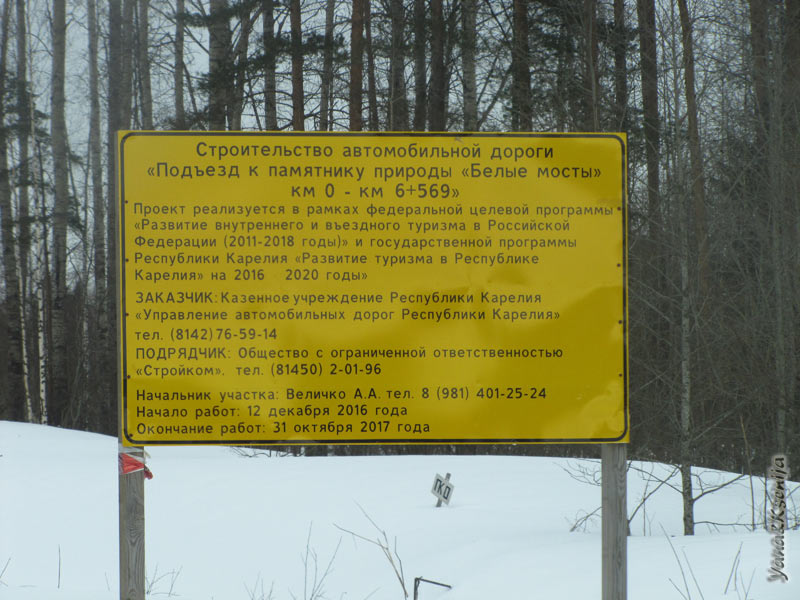 Строительство автомобильной дороги
«Подъезд к памятнику природы «Белые мосты»
км 0 - км 6+569»
Проект реализуется в рамках федеральной целевой программы
«Развитие внутреннего и въездного туризма в Российской
Федерации (2011-2018 годы)» и государственной программы
Республики Карелия «Развитие туризма в Республике
Карелия» на 2016 2020 годы»
ЗАКАЗЧИК: Казенное учреждение Республики Карелия
«Управление автомобильных дорог Республики Карелия»
тел. (8142) 76-59-14
ПОДРЯДЧИК: Общество с ограниченной ответственностью
«Стройком». тел. (81450) 2-01-96
Начальник участка: Величко А.А. тел. 8 (981) 401-25-24
Начало работ: 12 декабря 2016 года
Окончание работ: 31 октября 2017 года
ПК0
Yana2Ksenija